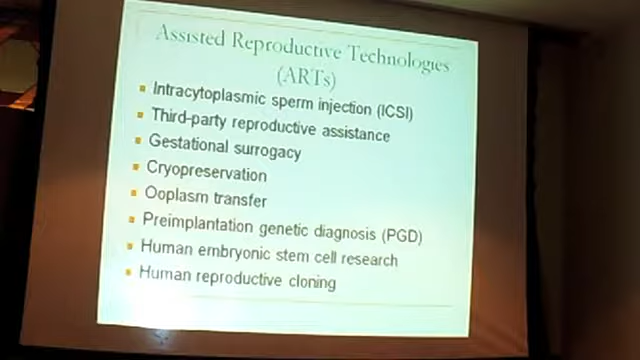 Assisted Reproductive Technologies
(ARTs)
Intracytoplasmic sperm injection (ICSI)
Third-party reproductive assistance
Gestational surrogacy
Cryopreservation
Ooplasm transfer
Preimplantation genetic diagnosis (PGD)
Human embryonic stem cell research
Human reproductive cloning